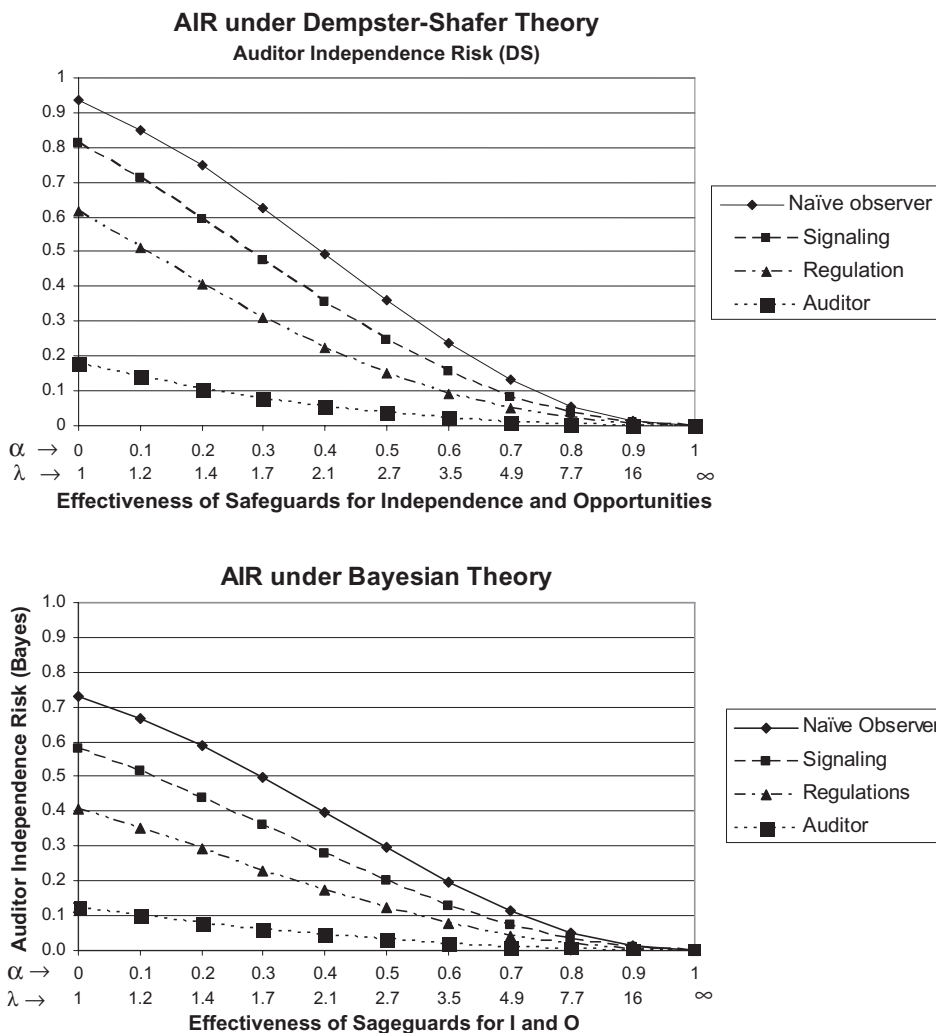 AIR under Dempster-Shafer Theory
Auditor Independence Risk (DS)
1
0.9
0.8
0.7
0.6
0.5
0.4
0.3
0.2
0.1
0
α → 0 0.1 0.2 0.3 0.4 0.5 0.6 0.7 0.8 0.9 1
λ → 1 1.2 1.4 1.7 2.1 2.7 3.5 4.9 7.7 16 ∞
Effectiveness of Safeguards for Independence and Opportunities
Naïve observer
Signaling
Regulation
Auditor
AIR under Bayesian Theory
Auditor Independence Risk (Bayes)
1.0
0.9
0.8
0.7
0.6
0.5
0.4
0.3
0.2
0.1
0.0
α → 0 0.1 0.2 0.3 0.4 0.5 0.6 0.7 0.8 0.9 1
λ → 1 1.2 1.4 1.7 2.1 2.7 3.5 4.9 7.7 16 ∞
Effectiveness of Sageguards for I and O
Naïve Observer
Signaling
Regulations
Auditor